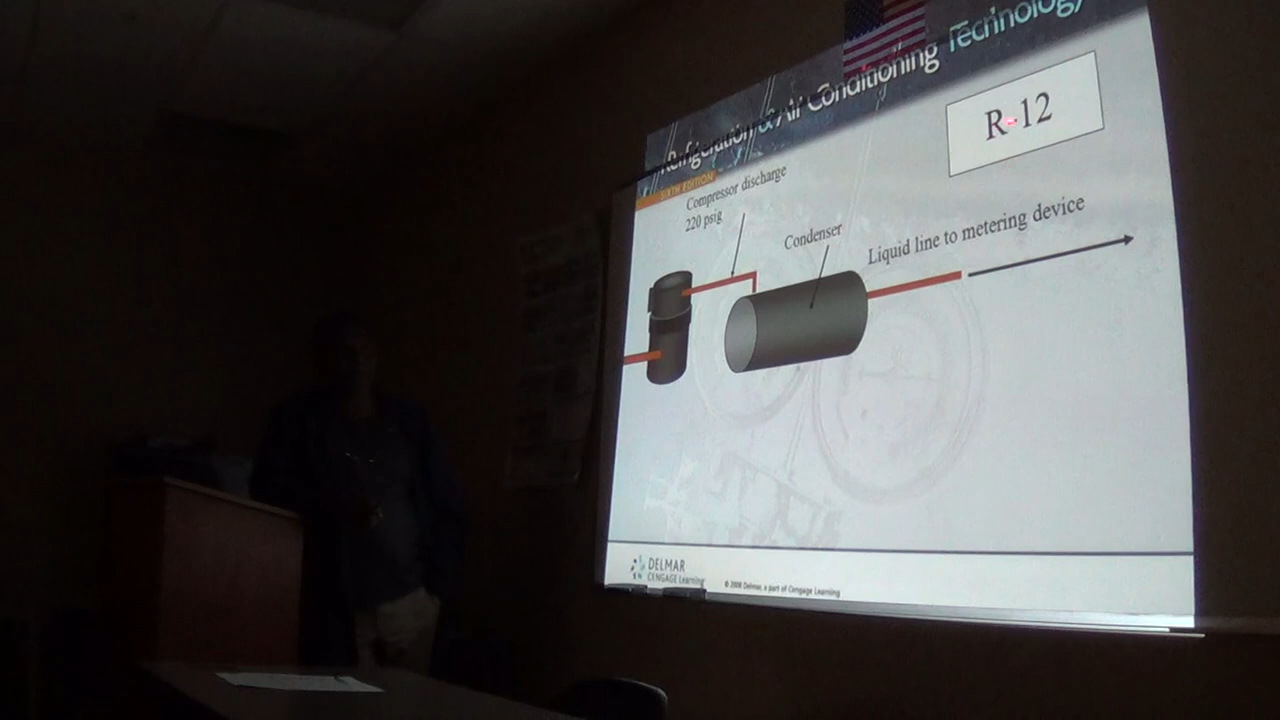 Refrigeration & Air Conditioning Technology
SIXTH EDITION
R-12
Compressor discharge
220 psig
Condenser
Liquid line to metering device
DELMAR
CENGAGE Learning
© 2008 Delmar, a part of Cengage Learning